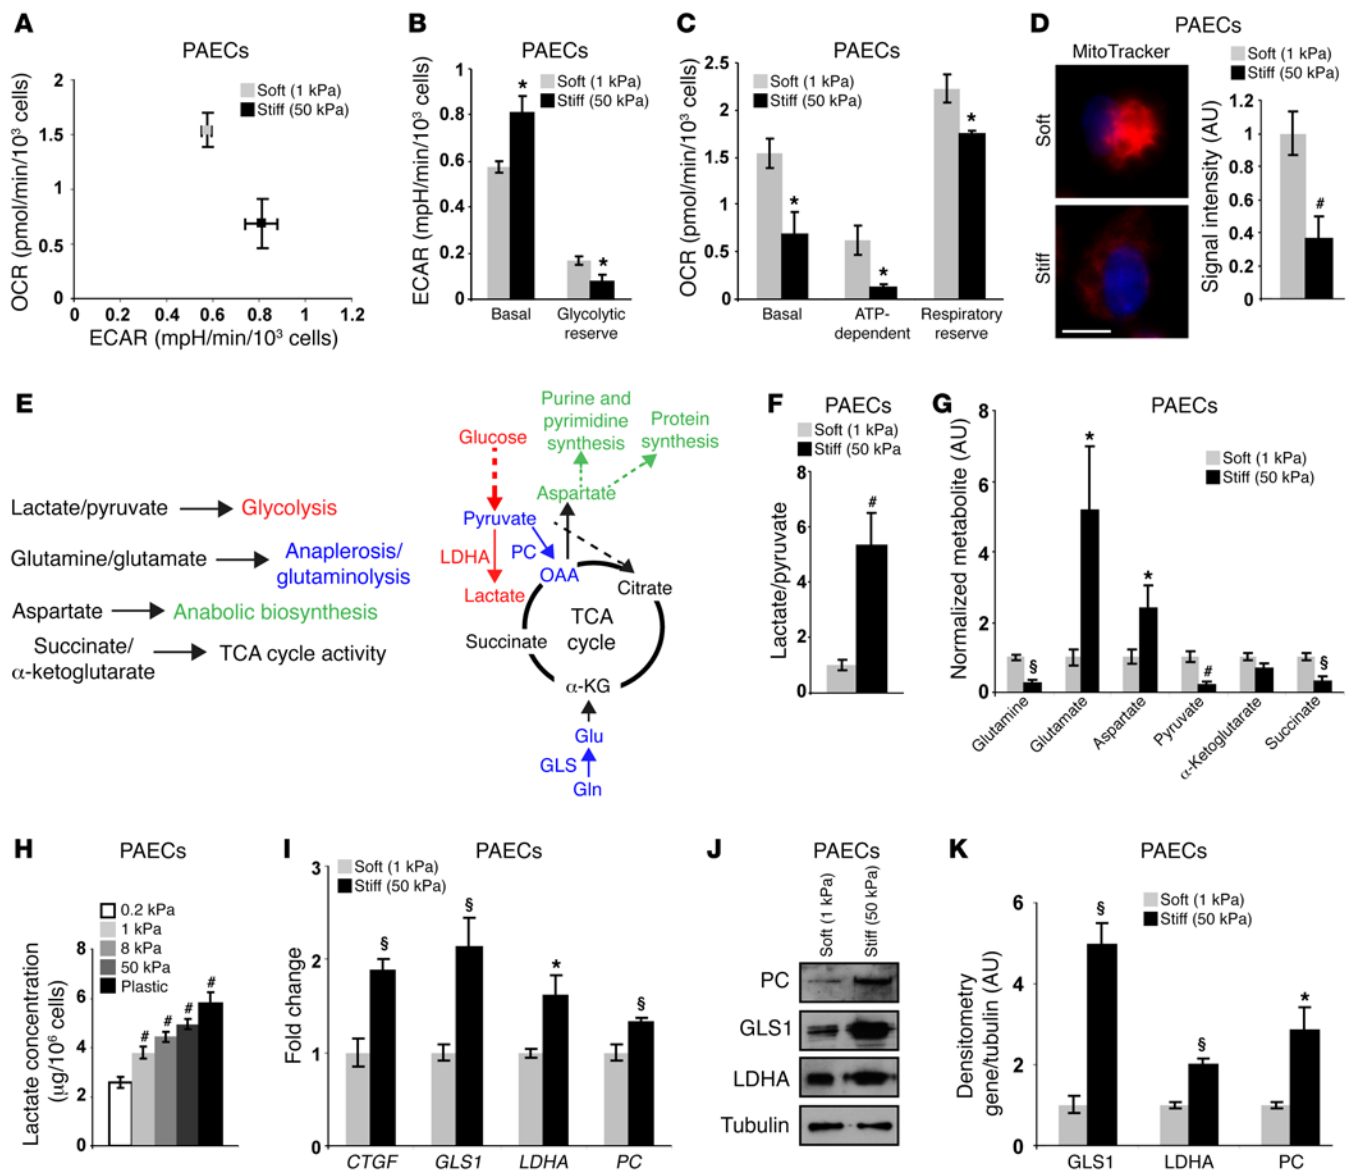 A
PAECs
OCR (pmol/min/10³ cells)
2
1.5
1
0.5
0
Soft (1 kPa)
Stiff (50 kPa)
0 0.2 0.4 0.6 0.8 1 1.2
ECAR (mpH/min/10³ cells)
B
PAECs
ECAR (mpH/min/10³ cells)
1
0.8
0.6
0.4
0.2
0
Soft (1 kPa)
Stiff (50 kPa)
*
*
Basal
Glycolytic
reserve
C
PAECs
OCR (pmol/min/10³ cells)
2.5
2
1.5
1
0.5
0
Soft (1 kPa)
Stiff (50 kPa)
*
*
*
Basal
ATP-
dependent
Respiratory
reserve
D
PAECs
MitoTracker
Soft
Stiff
Soft (1 kPa)
Stiff (50 kPa)
Signal intensity (AU)
1.2
1
0.8
0.6
0.4
0.2
0
#
E
Lactate/pyruvate
Glycolysis
Glutamine/glutamate
Anaplerosis/
glutaminolysis
Aspartate
Anabolic biosynthesis
Succinate/
α-ketoglutarate
TCA cycle activity
Purine and
pyrimidine
synthesis
Protein
synthesis
Glucose
Aspartate
Pyruvate
LDHA
PC
Lactate
OAA
Citrate
TCA
cycle
Succinate
α-KG
Glu
GLS
Gln
F
PAECs
Soft (1 kPa)
Stiff (50 kPa
Lactate/pyruvate
8
6
4
2
0
#
G
PAECs
Normalized metabolite (AU)
8
6
4
2
0
Soft (1 kPa)
Stiff (50 kPa)
§
*
*
#
§
Glutamine
Glutamate
Aspartate
Pyruvate
α-Ketoglutarate
Succinate
H
PAECs
0.2 kPa
1 kPa
8 kPa
50 kPa
Plastic
Lactate concentration
(µg/10⁶ cells)
8
6
4
2
0
#
#
#
#
I
PAECs
Soft (1 kPa)
Stiff (50 kPa)
Fold change
3
2
1
0
§
§
*
§
CTGF
GLS1
LDHA
PC
J
PAECs
Soft (1 kPa)
Stiff (50 kPa)
PC
GLS1
LDHA
Tubulin
K
PAECs
Soft (1 kPa)
Stiff (50 kPa)
Densitometry
gene/tubulin (AU)
6
4
2
0
§
§
*
GLS1
LDHA
PC